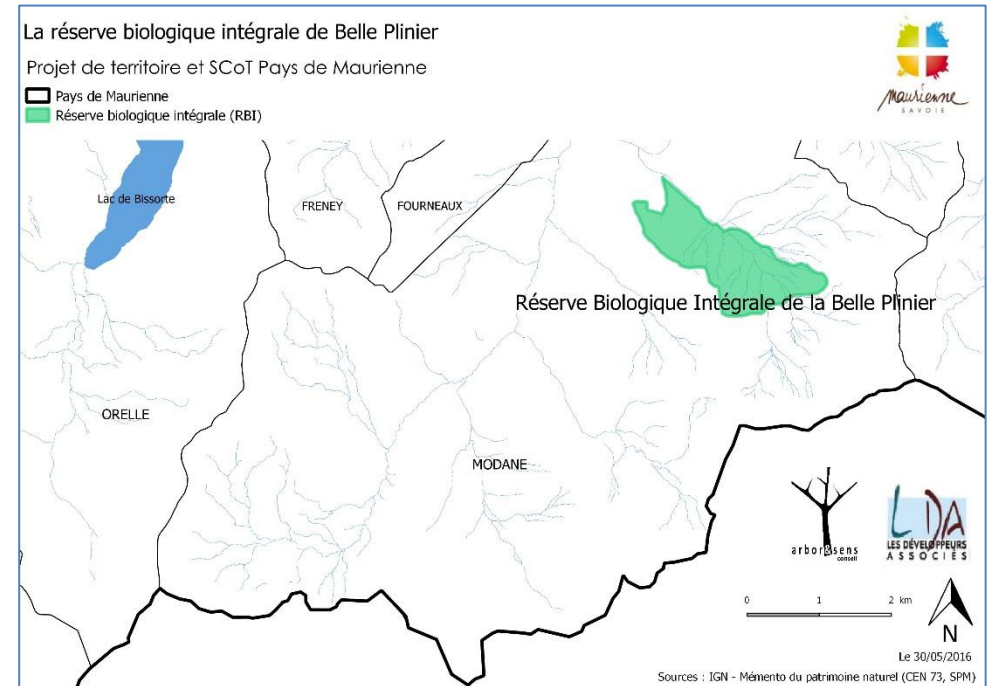 La réserve biologique intégrale de Belle Plinier
Projet de territoire et SCoT Pays de Maurienne
Pays de Maurienne
Réserve biologique intégrale (RBI)
Maurienne
SAVOIE
Lac de Bissorte
FRENEY
FOURNEAUX
Réserve Biologique Intégrale de la Belle Plinier
ORELLE
MODANE
arbor&sens
conseil
LDA
LES DÉVELOPPEURS
ASSOCIÉS
0 1 2 km
N
Le 30/05/2016
Sources : IGN - Mémento du patrimoine naturel (CEN 73, SPM)